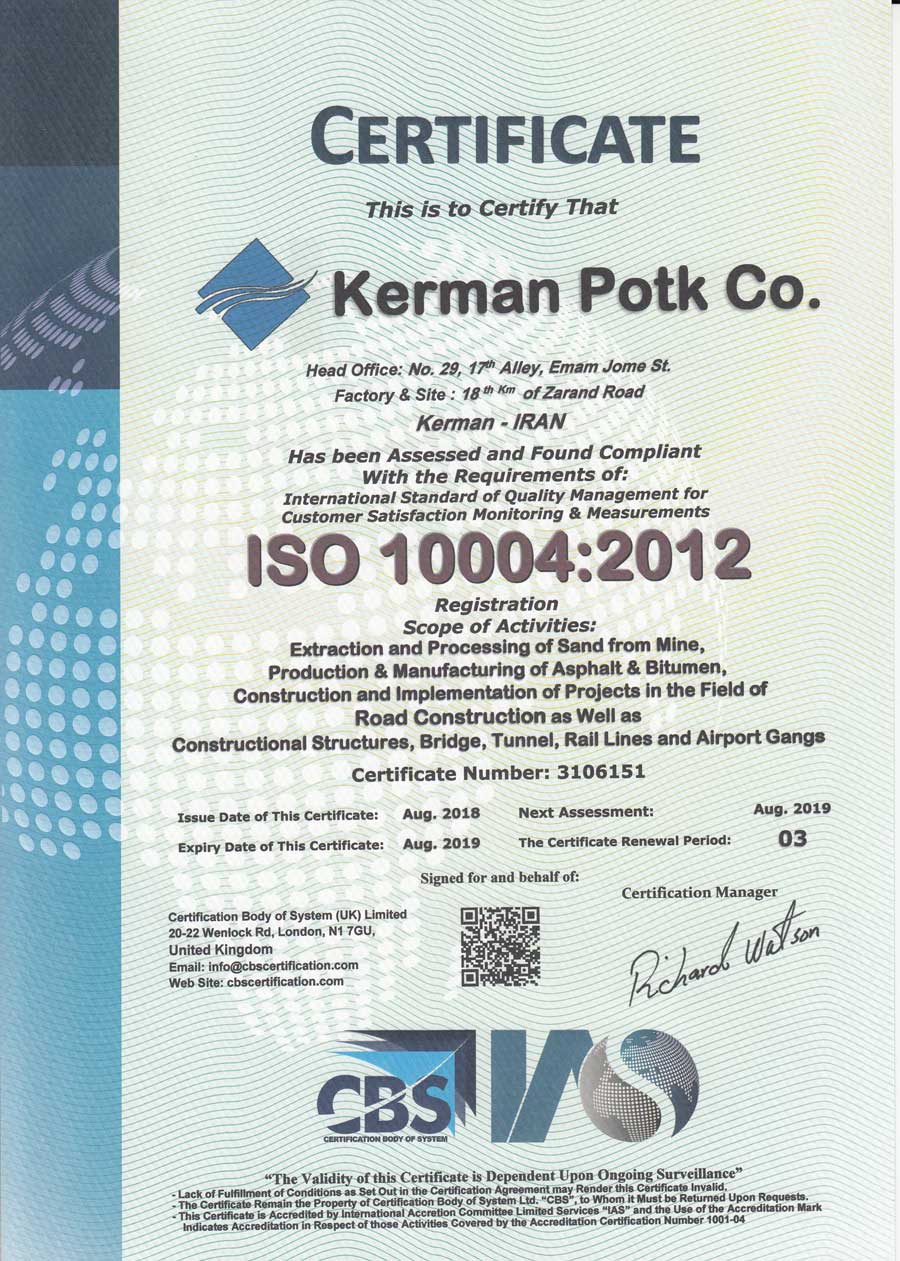 CERTIFICATE
This is to Certify That
Kerman Potk Co.
Head Office: No. 29, 17th Alley, Emam Jome St.
Factory & Site : 18 th Km of Zarand Road
Kerman - IRAN
Has been Assessed and Found Compliant
With the Requirements of:
International Standard of Quality Management for
Customer Satisfaction Monitoring & Measurements
ISO 10004:2012
Registration
Scope of Activities:
Extraction and Processing of Sand from Mine,
Production & Manufacturing of Asphalt & Bitumen,
Construction and Implementation of Projects in the Field of
Road Construction as Well as
Constructional Structures, Bridge, Tunnel, Rail Lines and Airport Gangs
Certificate Number: 3106151
Issue Date of This Certificate: Aug. 2018 Next Assessment: Aug. 2019
Expiry Date of This Certificate: Aug. 2019 The Certificate Renewal Period: 03
Signed for and behalf of:
Certification Manager
Certification Body of System (UK) Limited
20-22 Wenlock Rd, London, N1 7GU,
United Kingdom
Email: info@cbscertification.com
Web Site: cbscertification.com
Richard Watson
CBS IAS
CERTIFICATION BODY OF SYSTEM
“The Validity of this Certificate is Dependent Upon Ongoing Surveillance”
- Lack of Fulfillment of Conditions as Set Out in the Certification Agreement may Render this Certificate Invalid.
- The Certificate Remain the Property of Certification Body of System Ltd. “CBS”, to Whom it Must be Returned Upon Requests.
- This Certificate is Accredited by International Accretion Committee Limited Services “IAS” and the Use of the Accreditation Mark
Indicates Accreditation in Respect of those Activities Covered by the Accreditation Certification Number 1001-04